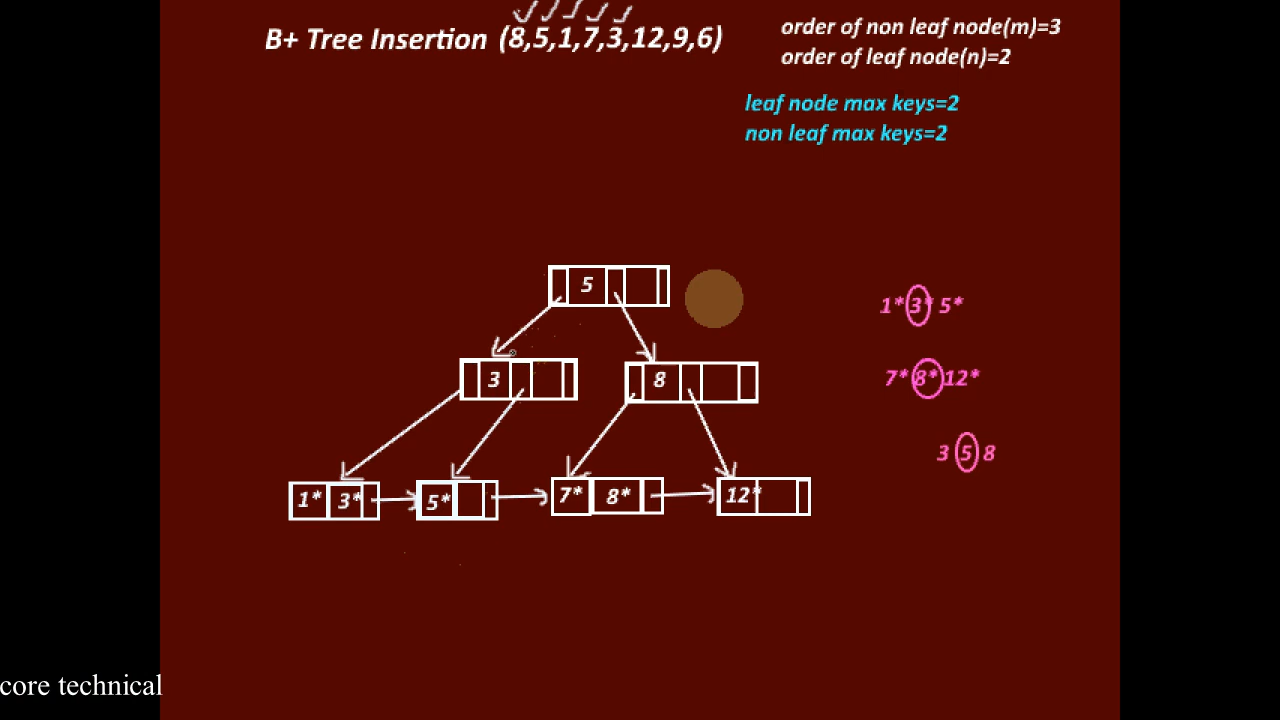 B+ Tree Insertion (8,5,1,7,3,12,9,6)
order of non leaf node(m)=3
order of leaf node(n)=2
leaf node max keys=2
non leaf max keys=2
5
1* 3* 5*
3
8
7* 8* 12*
3 5 8
1* 3*
5*
7* 8*
12*
core technical